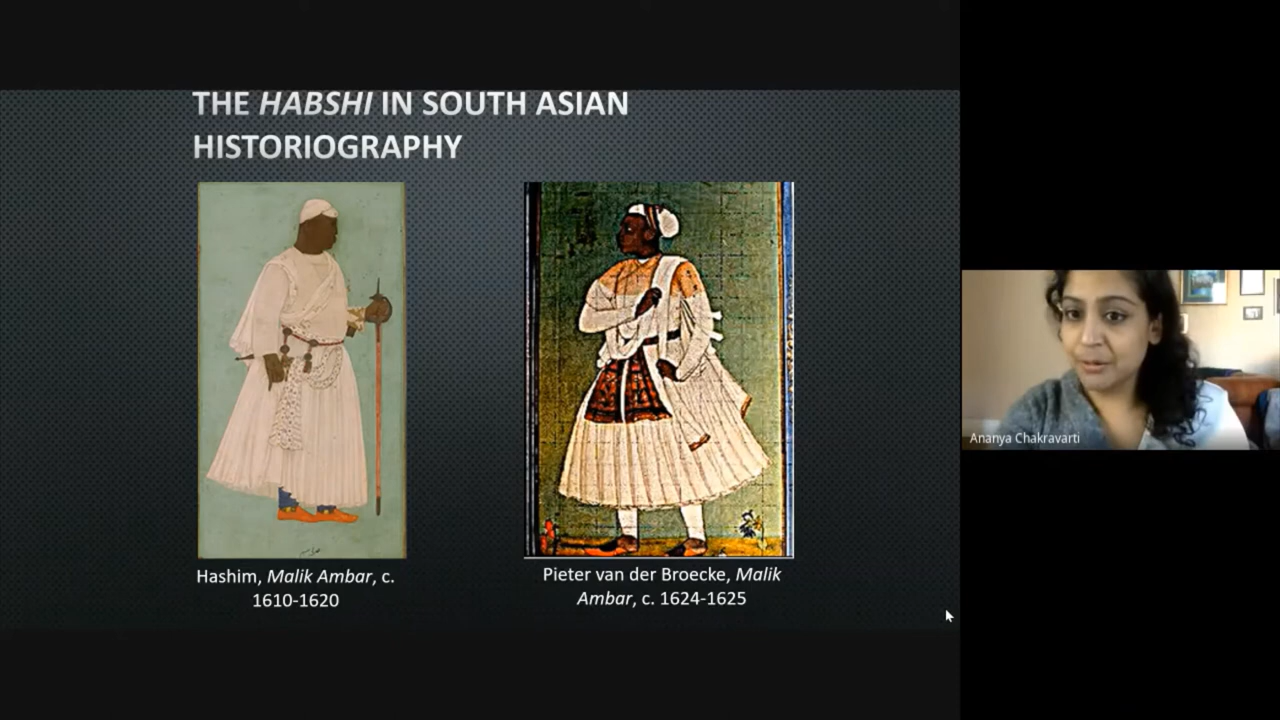 THE HABSHI IN SOUTH ASIAN
HISTORIOGRAPHY
Hashim, Malik Ambar, c.
1610-1620
Pieter van der Broecke, Malik
Ambar, c. 1624-1625
Ananya Chakravarti